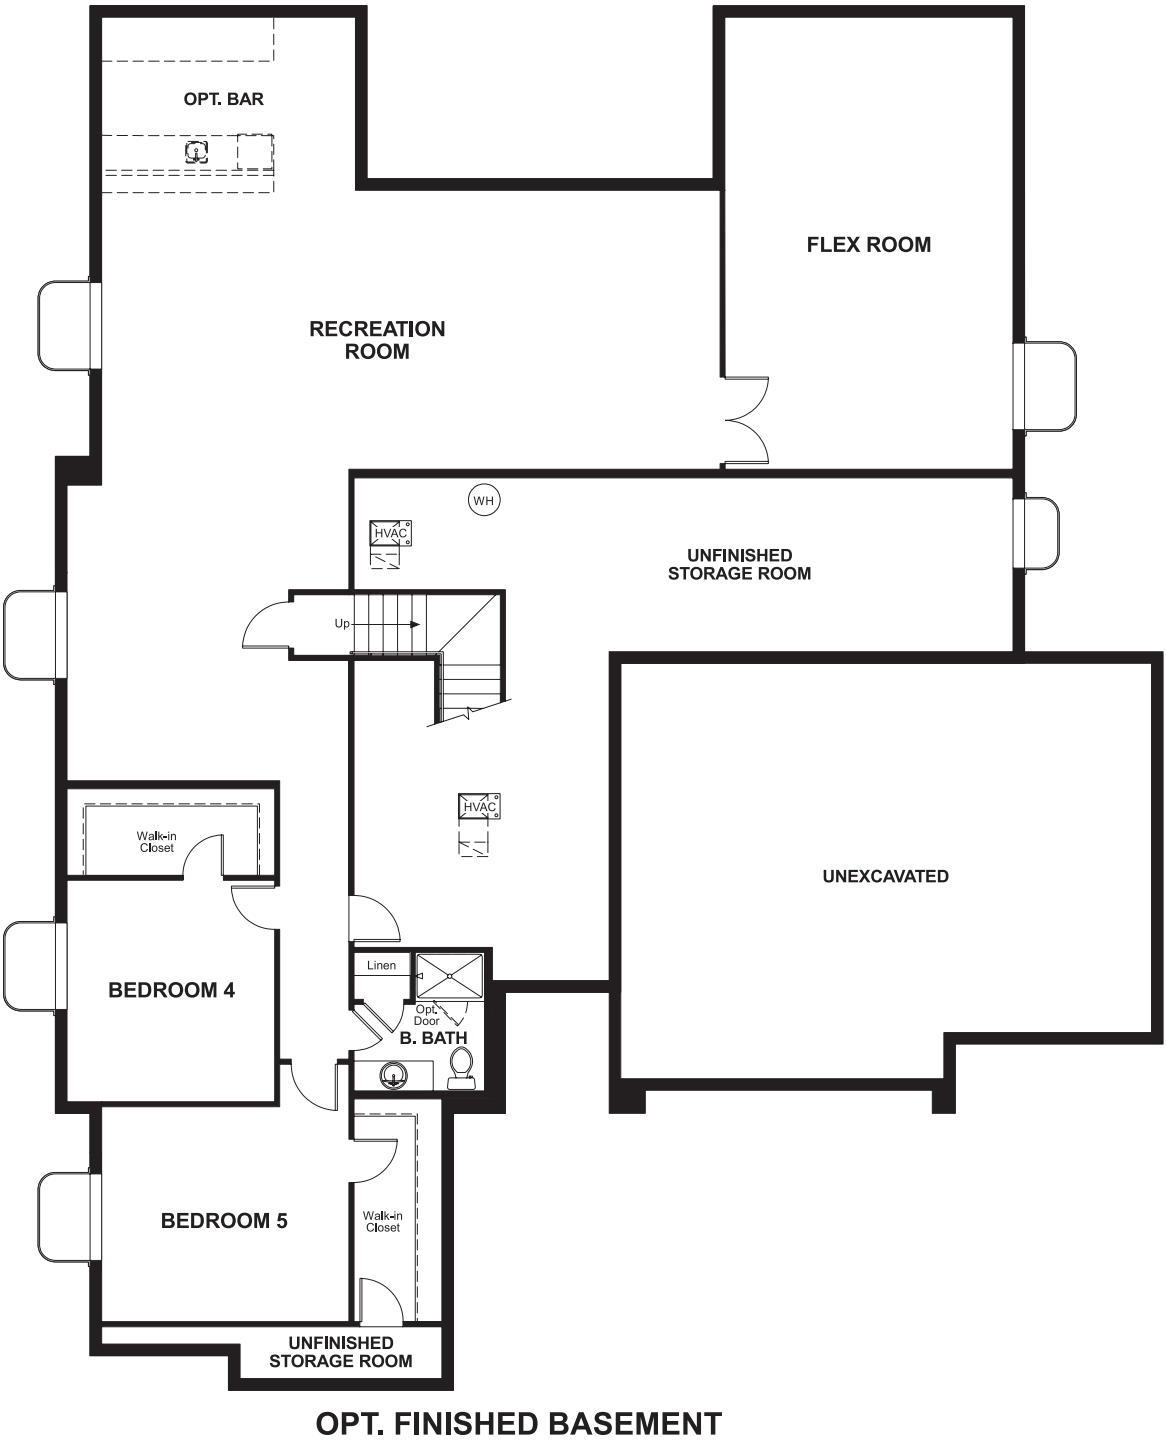 OPT. BAR
FLEX ROOM
RECREATION
ROOM
WH
HVAC
UNFINISHED
STORAGE ROOM
Up
HVAC
Walk-in
Closet
UNEXCAVATED
Linen
BEDROOM 4
Opt.
Door
B. BATH
BEDROOM 5
Walk-in
Closet
UNFINISHED
STORAGE ROOM
OPT. FINISHED BASEMENT